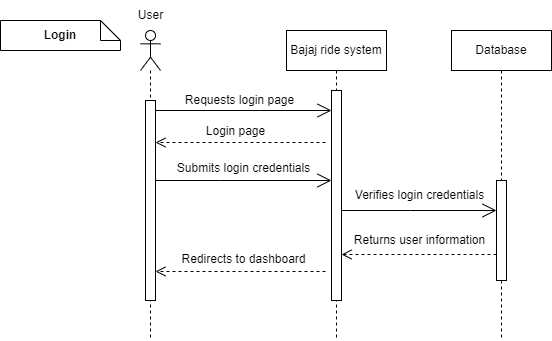 User
Login
Bajaj ride system
Database
Requests login page
Login page
Submits login credentials
Verifies login credentials
Returns user information
Redirects to dashboard